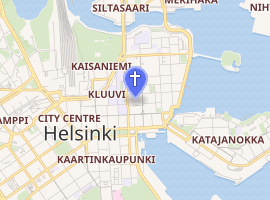 SILTASAARI
MERIHAKA
NIH
KAISANIEMI
KLUUVI
CITY CENTRE
AMPPI
Helsinki
KATAJANOKKA
KAARTINKAUPUNKI